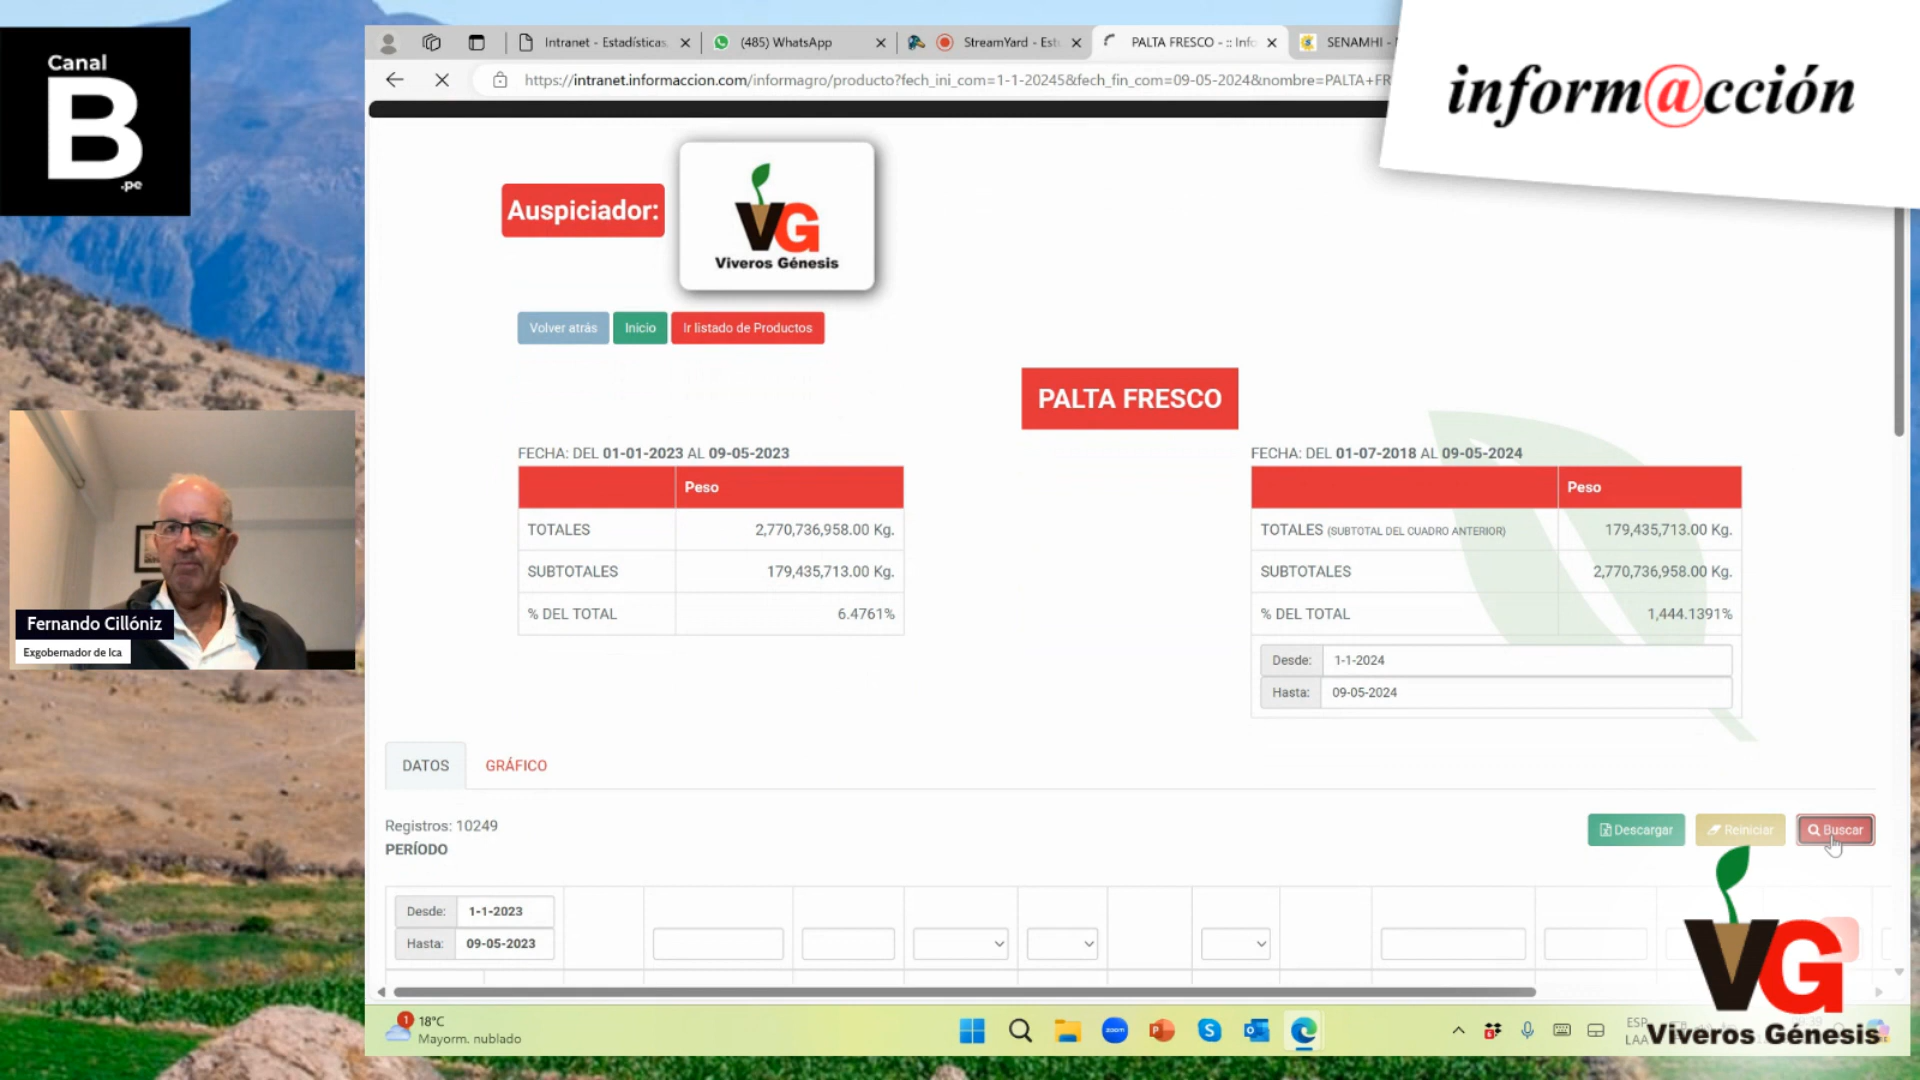 Canal
B
.pe
Intranet - Estadísticas
(485) WhatsApp
StreamYard - Est
PALTA FRESCO - :: Info
SENAMHI -
https://intranet.informaccion.com/informagro/producto?fech_ini_com=1-1-20245&fech_fin_com=09-05-2024&nombre=PALTA+FR
inform@cción
Auspiciador:
VG
Viveros Génesis
Volver atrás
Inicio
Ir listado de Productos
PALTA FRESCO
FECHA: DEL 01-01-2023 AL 09-05-2023
Peso
TOTALES 2,770,736,958.00 Kg.
SUBTOTALES 179,435,713.00 Kg.
% DEL TOTAL 6.4761%
FECHA: DEL 01-07-2018 AL 09-05-2024
Peso
TOTALES (SUBTOTAL DEL CUADRO ANTERIOR) 179,435,713.00 Kg.
SUBTOTALES 2,770,736,958.00 Kg.
% DEL TOTAL 1,444.1391%
Desde: 1-1-2024
Hasta: 09-05-2024
Fernando Cillóniz
Exgobernador de Ica
DATOS
GRÁFICO
Registros: 10249
PERÍODO
Descargar
Reiniciar
Buscar
Desde: 1-1-2023
Hasta: 09-05-2023
VG
Viveros Génesis
1
18°C
Mayorm. nublado
zoom
ESP
LAA